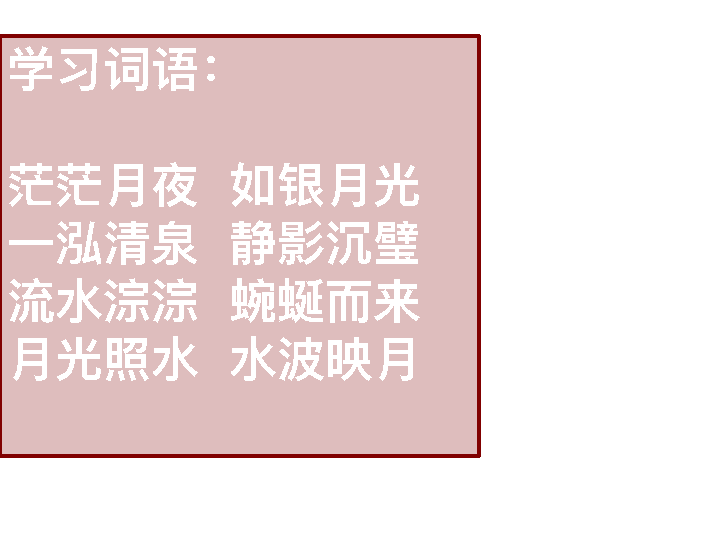 学习词语：
茫茫月夜 如银月光
一泓清泉 静影沉璧
流水淙淙 蜿蜒而来
月光照水 水波映月